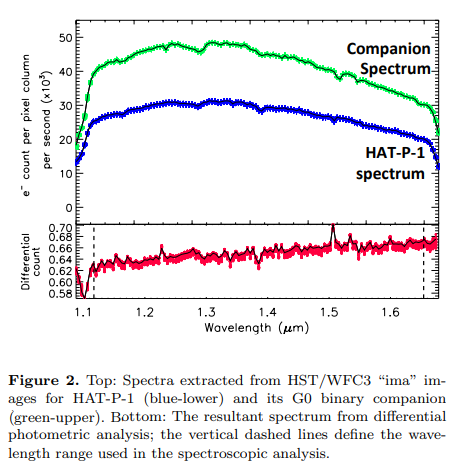 50
40
30
20
10
0
e⁻ count per pixel column
per second (×10³)
Companion
Spectrum
HAT-P-1
spectrum
0.70
0.68
0.66
0.64
0.62
0.60
0.58
Differential
count
1.1 1.2 1.3 1.4 1.5 1.6
Wavelength (μm)
Figure 2. Top: Spectra extracted from HST/WFC3 “ima” im-
ages for HAT-P-1 (blue-lower) and its G0 binary companion
(green-upper). Bottom: The resultant spectrum from differential
photometric analysis; the vertical dashed lines define the wave-
length range used in the spectroscopic analysis.